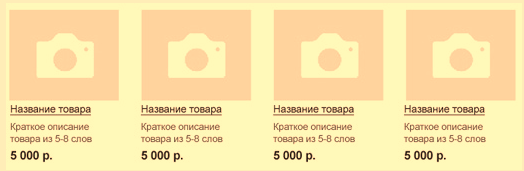 Название товара Название товара Название товара Название товара
Краткое описание Краткое описание Краткое описание Краткое описание
товара из 5-8 слов товара из 5-8 слов товара из 5-8 слов товара из 5-8 слов
5 000 р. 5 000 р. 5 000 р. 5 000 р.